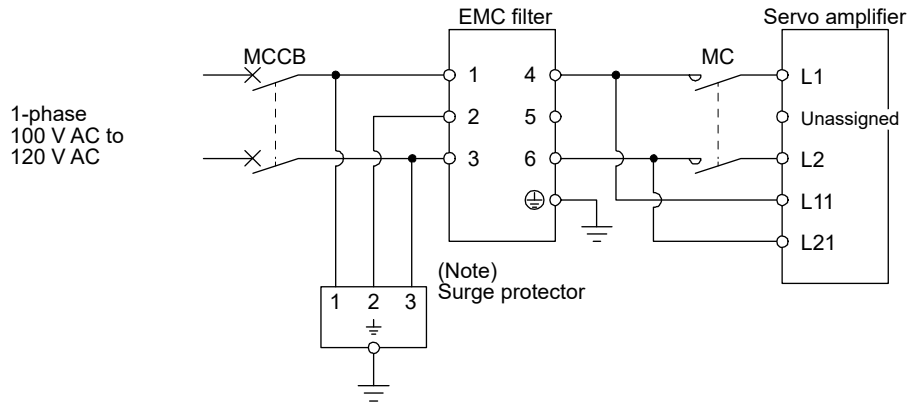 EMC filter
Servo amplifier
MCCB
MC
1 4
L1
1-phase
100 V AC to
120 V AC
2 5
Unassigned
3 6
L2
L11
L21
(Note)
Surge protector
1 2 3